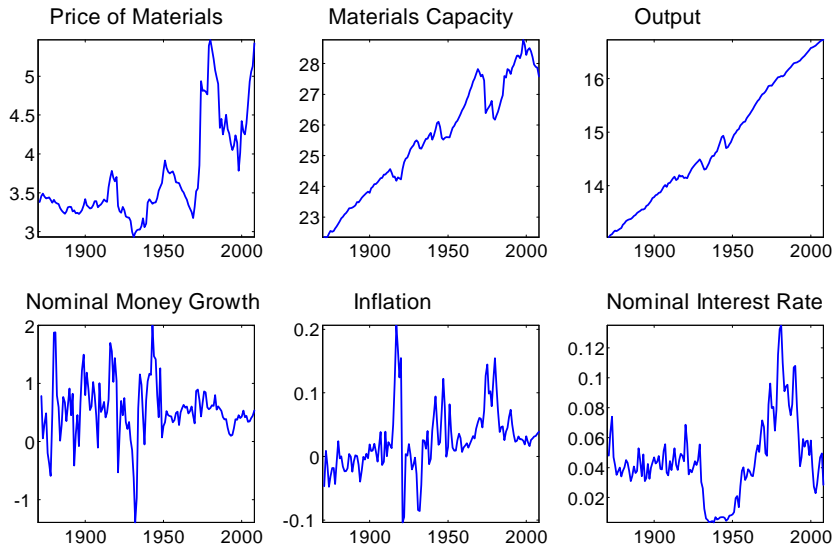 Price of Materials
Materials Capacity
Output
5
4.5
4
3.5
3
1900 1950 2000
28
27
26
25
24
23
1900 1950 2000
16
15
14
1900 1950 2000
Nominal Money Growth
Inflation
Nominal Interest Rate
2
1
0
-1
1900 1950 2000
0.2
0.1
0
-0.1
1900 1950 2000
0.12
0.1
0.08
0.06
0.04
0.02
1900 1950 2000